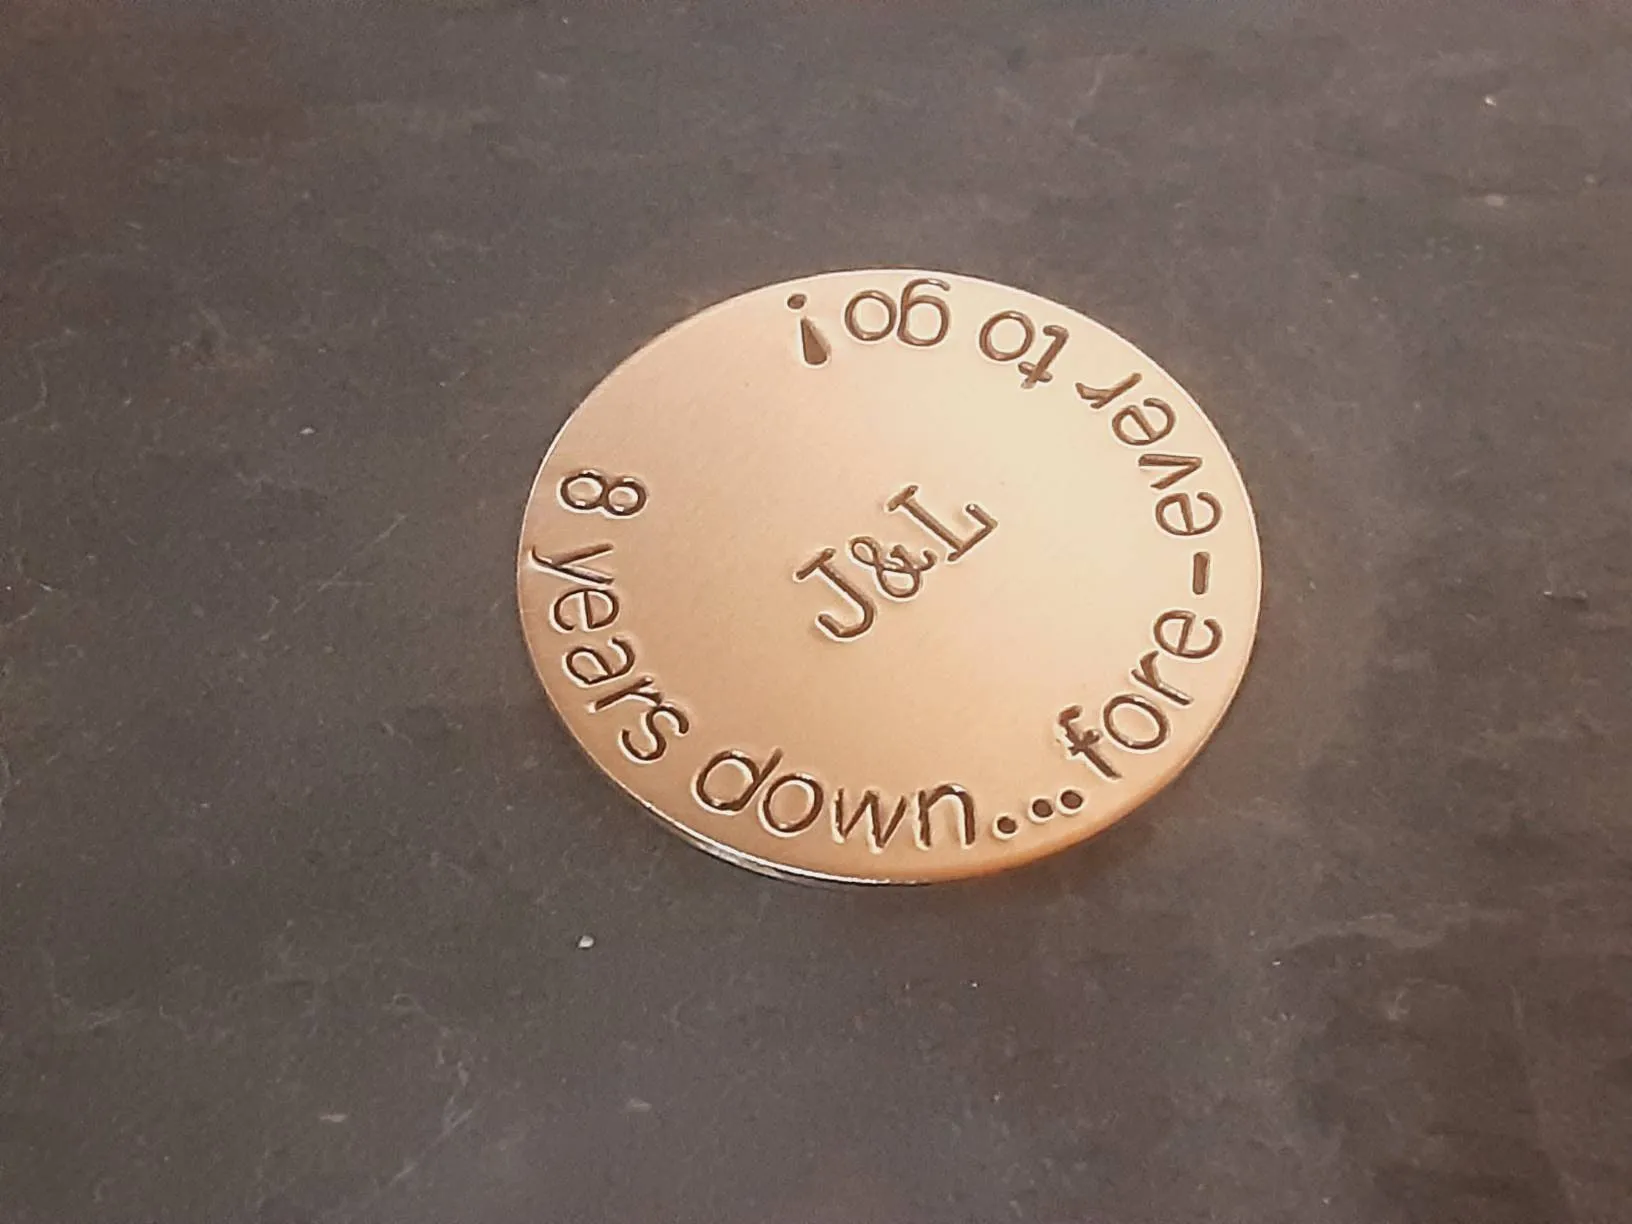 8 years down...fore-ever to go!
J&L